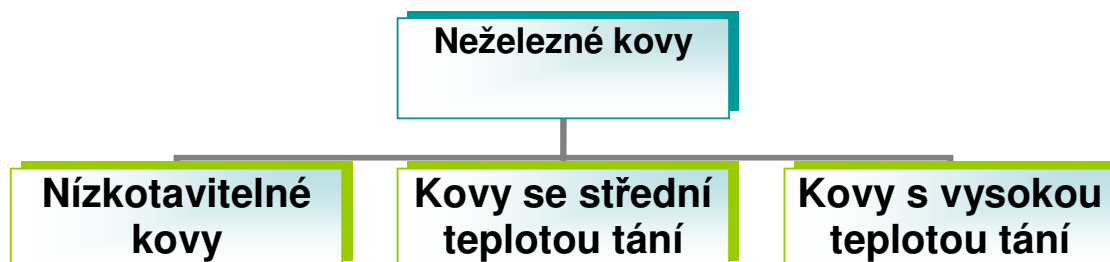 Neželezné kovy
Nízkotavitelné
kovy
Kovy se střední
teplotou tání
Kovy s vysokou
teplotou tání